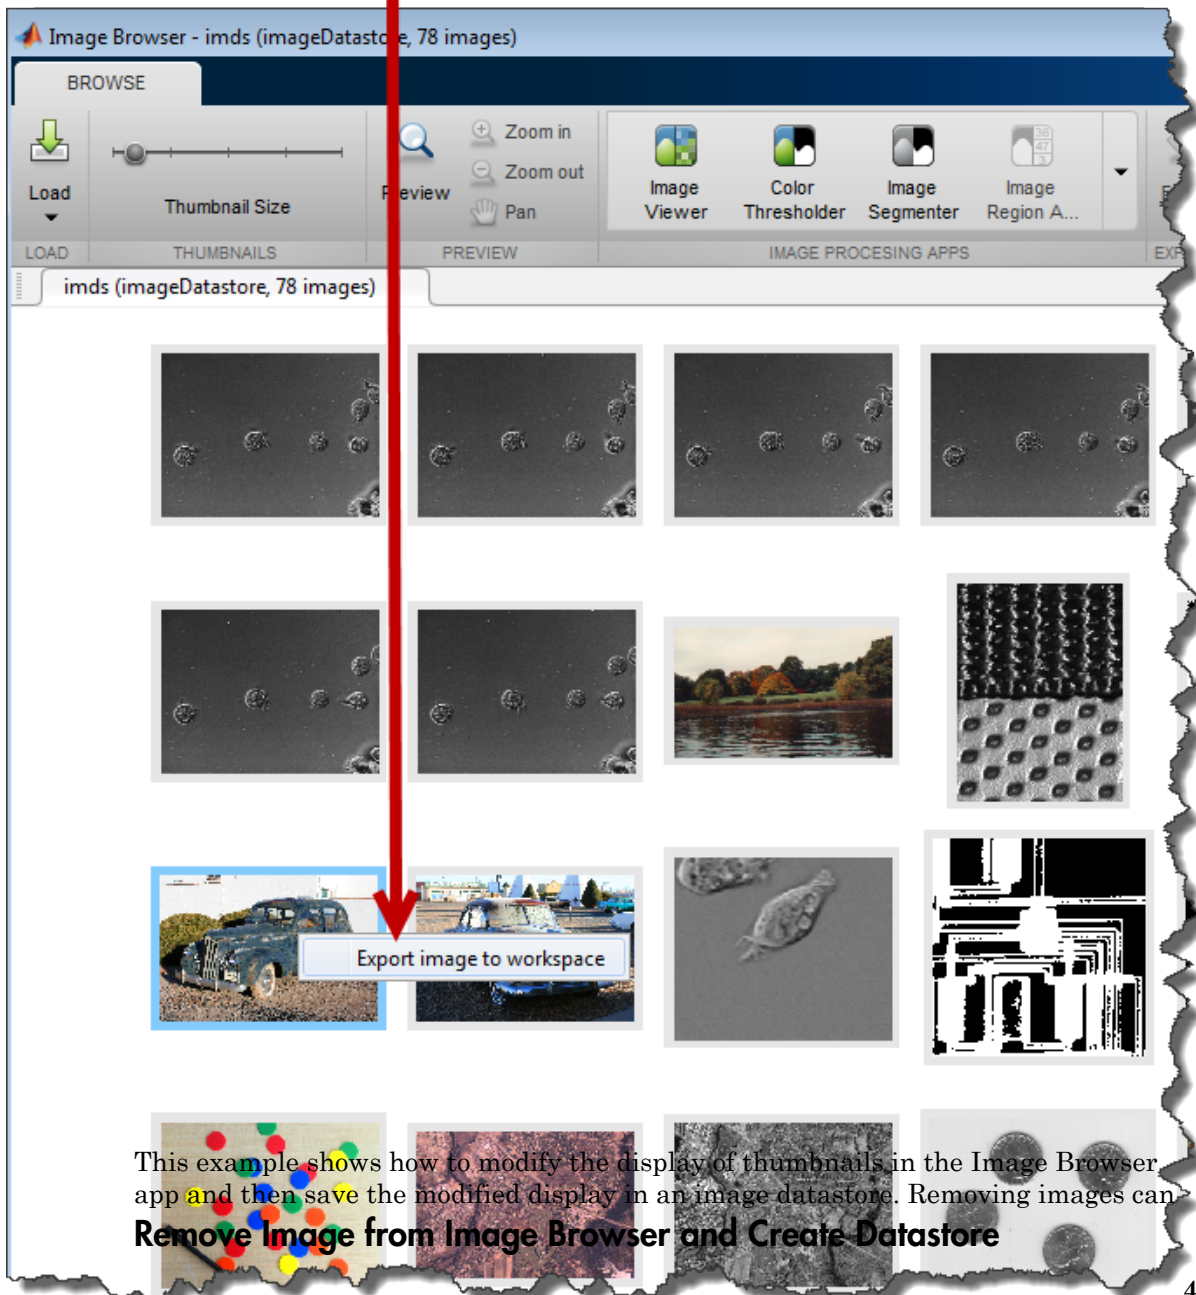 Image Browser - imds (imageDatastore, 78 images)
BROWSE
Load
Thumbnail Size
Preview
Zoom in
Zoom out
Pan
Image Viewer
Color Thresholder
Image Segmenter
Image Region A...
LOAD
THUMBNAILS
PREVIEW
IMAGE PROCESING APPS
imds (imageDatastore, 78 images)
Export image to workspace
This example shows how to modify the display of thumbnails in the Image Browser
app and then save the modified display in an image datastore. Removing images can
Remove Image from Image Browser and Create Datastore
4